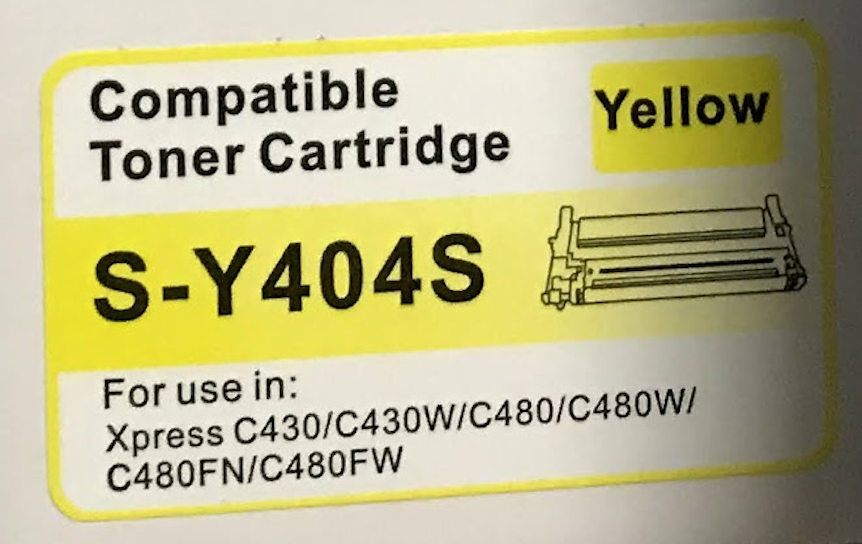 Compatible
Toner Cartridge
Yellow
S-Y404S
For use in:
Xpress C430/C430W/C480/C480W/
C480FN/C480FW